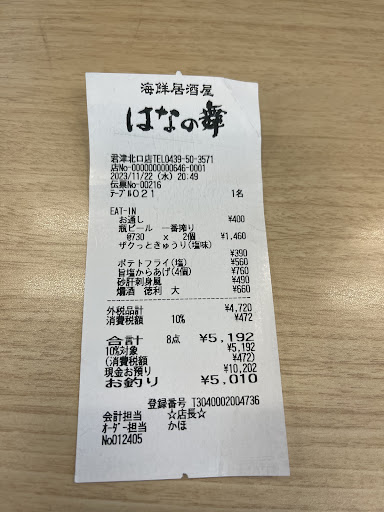 海鮮居酒屋
はなの舞
君津北口店TEL0439-50-3571
店No-0000000000646-0001
2023/11/22 (水) 20:49
伝票No-00216
テーブル021 1名
EAT-IN
お通し ¥400
瓶ビール 一番搾り
@730 x 2個 ¥1,460
ザクっときゅうり(塩味)
¥390
ポテトフライ(塩) ¥560
旨塩からあげ(4個) ¥760
砂肝刺身風 ¥490
燗酒 徳利 大 ¥660
外税品計 ¥4,720
消費税額 10% ¥472
合計 8点 ¥5,192
10%対象 ¥5,192
(消費税額 ¥472)
現金お預り ¥10,202
お釣り ¥5,010
登録番号 T3040002004736
会計担当 ☆店長☆
オーダー担当 かほ
No012405